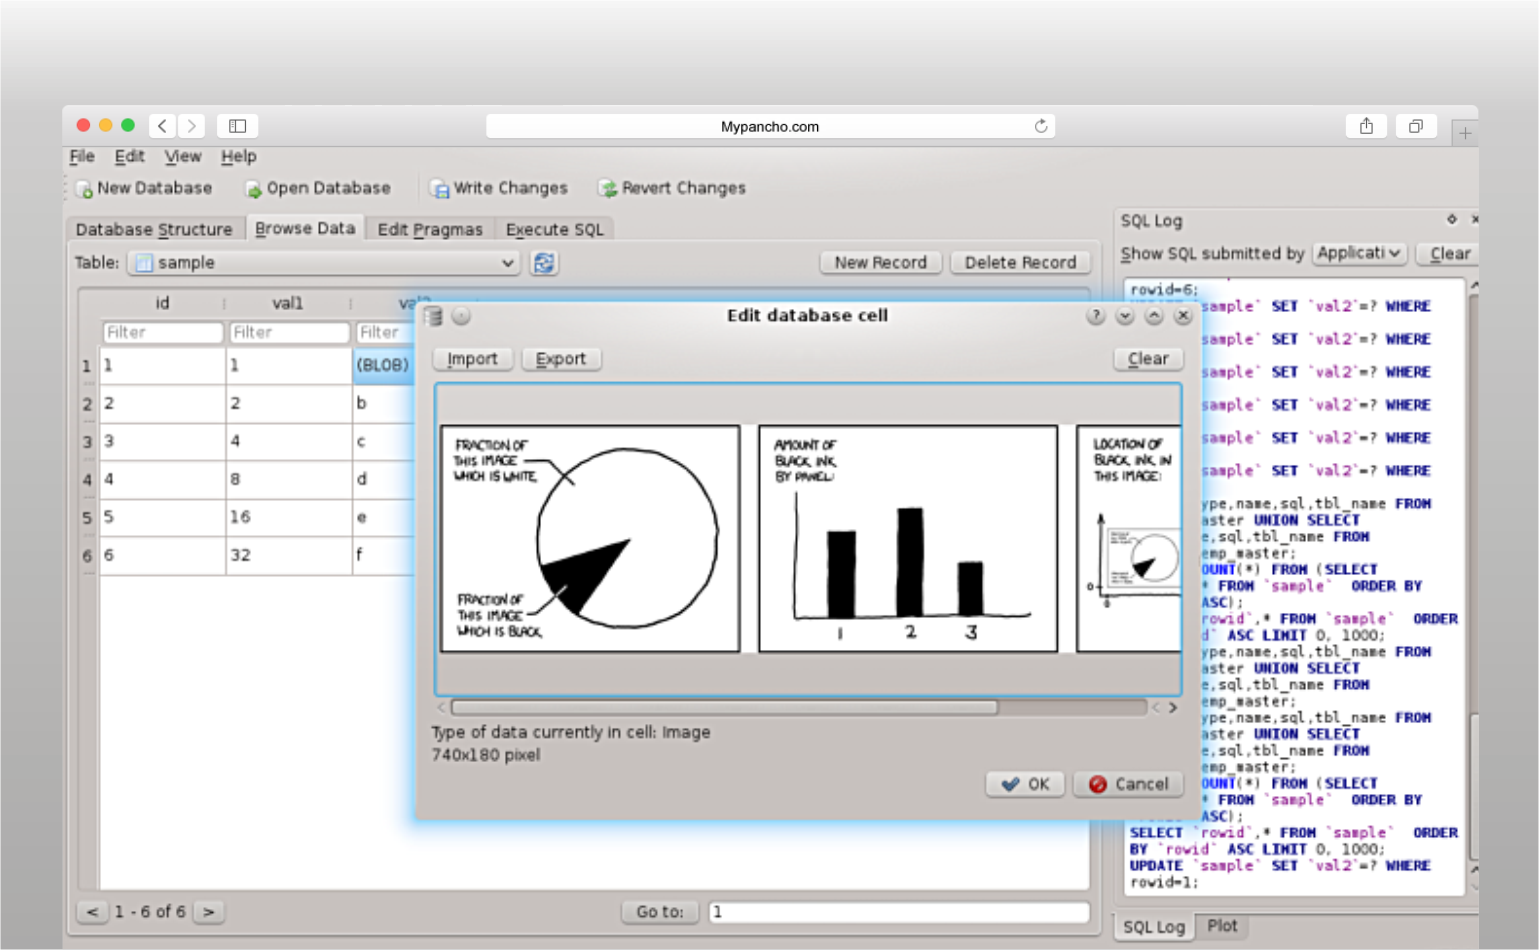 Mypancho.com
File Edit View Help
New Database Open Database Write Changes Revert Changes
Database Structure Browse Data Edit Pragmas Execute SQL
Table: sample
New Record Delete Record
id val1
Filter Filter Filter
1 1 1 (BLOB)
2 2 2 b
3 3 4 c
4 4 8 d
5 5 16 e
6 6 32 f
< 1 - 6 of 6 >
Go to: 1
Edit database cell
Import Export Clear
FRACTION OF
THIS IMAGE
WHICH IS WHITE
FRACTION OF
THIS IMAGE
WHICH IS BLACK
AMOUNT OF
BLACK INK
BY PANEL:
1 2 3
LOCATION OF
BLACK INK IN
THIS IMAGE:
0
0
Type of data currently in cell: Image
740x180 pixel
OK Cancel
SQL Log
Show SQL submitted by Applicati Clear
rowid=6;
sample` SET `val2`=? WHERE
sample` SET `val2`=? WHERE
sample` SET `val2`=? WHERE
sample` SET `val2`=? WHERE
sample` SET `val2`=? WHERE
sample` SET `val2`=? WHERE
ype,name,sql,tbl_name FROM
aster UNION SELECT
e,sql,tbl_name FROM
emp_master;
OUNT(*) FROM (SELECT
* FROM `sample` ORDER BY
ASC);
rowid`,* FROM `sample` ORDER
d` ASC LIMIT 0, 1000;
ype,name,sql,tbl_name FROM
aster UNION SELECT
e,sql,tbl_name FROM
emp_master;
ype,name,sql,tbl_name FROM
aster UNION SELECT
e,sql,tbl_name FROM
emp_master;
OUNT(*) FROM (SELECT
* FROM `sample` ORDER BY
ASC);
SELECT `rowid`,* FROM `sample` ORDER
BY `rowid` ASC LIMIT 0, 1000;
UPDATE `sample` SET `val2`=? WHERE
rowid=1;
SQL Log Plot